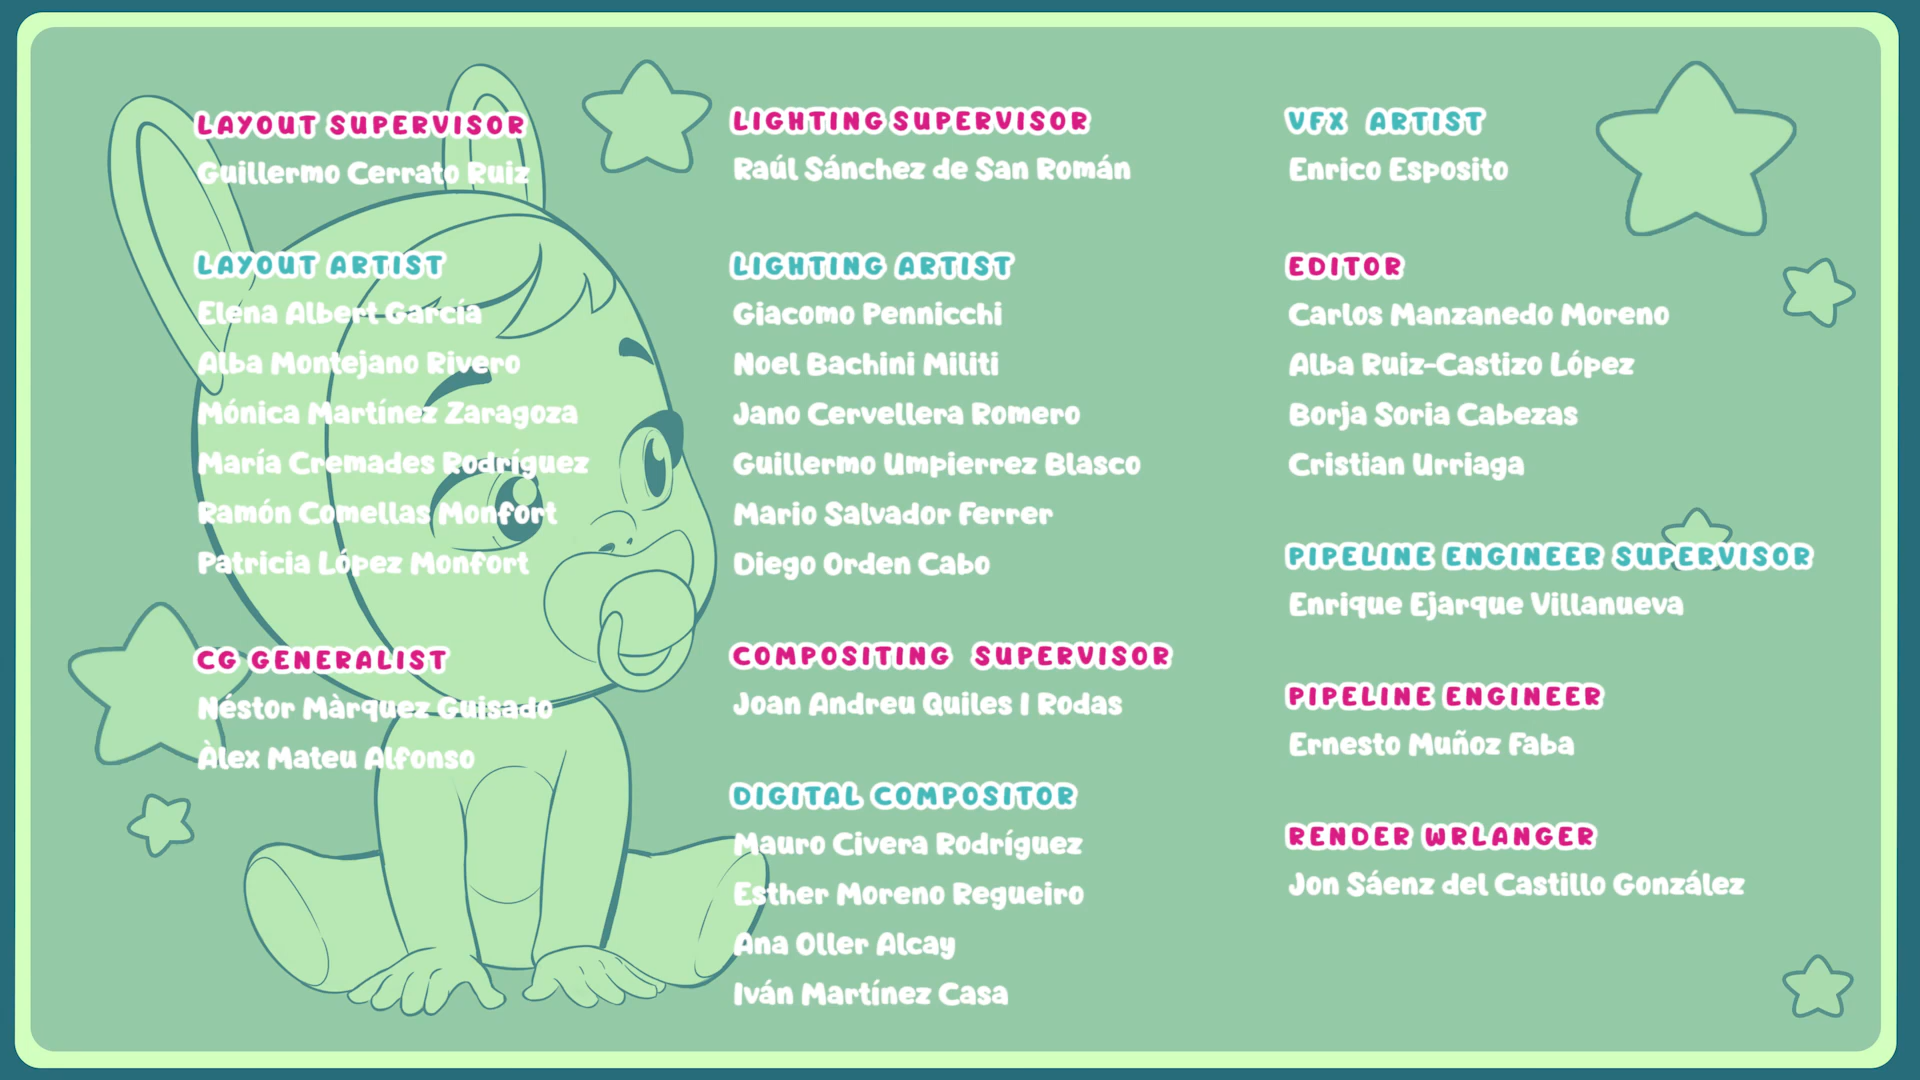 LAYOUT SUPERVISOR
Guillermo Cerrato Ruiz
LAYOUT ARTIST
Elena Albert García
Alba Montejano Rivero
Mónica Martínez Zaragoza
María Cremades Rodríguez
Ramón Comellas Monfort
Patricia López Monfort
CG GENERALIST
Néstor Màrquez Guisado
Àlex Mateu Alfonso
LIGHTING SUPERVISOR
Raúl Sánchez de San Román
LIGHTING ARTIST
Giacomo Pennicchi
Noel Bachini Militi
Jano Cervellera Romero
Guillermo Umpierrez Blasco
Mario Salvador Ferrer
Diego Orden Cabo
COMPOSITING SUPERVISOR
Joan Andreu Quiles I Rodas
DIGITAL COMPOSITOR
Mauro Civera Rodríguez
Esther Moreno Regueiro
Ana Oller Alcay
Iván Martínez Casa
VFX ARTIST
Enrico Esposito
EDITOR
Carlos Manzanedo Moreno
Alba Ruiz-Castizo López
Borja Soria Cabezas
Cristian Urriaga
PIPELINE ENGINEER SUPERVISOR
Enrique Ejarque Villanueva
PIPELINE ENGINEER
Ernesto Muñoz Faba
RENDER WRLANGER
Jon Sáenz del Castillo González